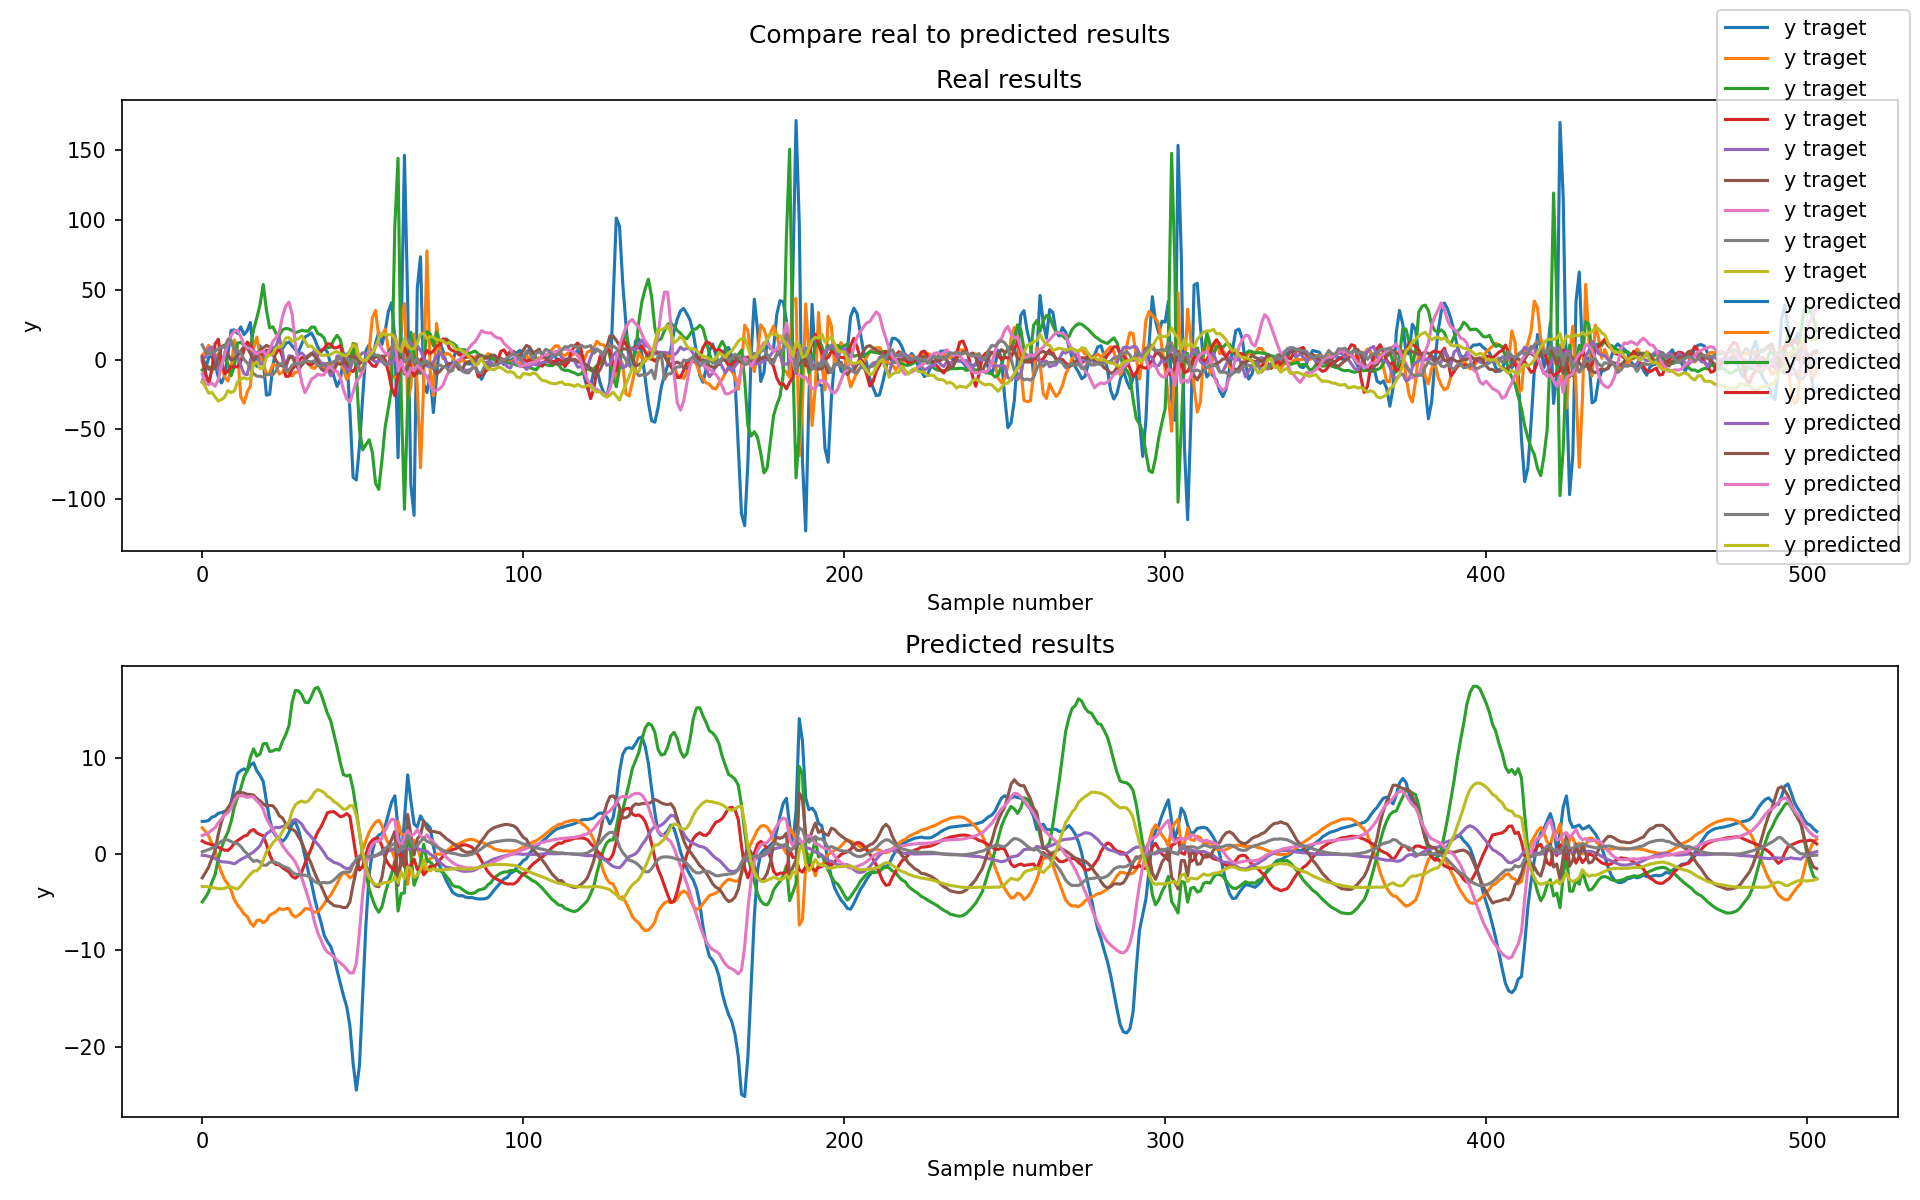 Compare real to predicted results
Real results
y traget
y traget
y traget
y traget
y traget
y traget
y traget
y traget
y traget
y predicted
y predicted
y predicted
y predicted
y predicted
y predicted
y predicted
y predicted
y predicted
150
100
50
0
−50
−100
y
0 100 200 300 400 500
Sample number
Predicted results
10
0
−10
−20
y
0 100 200 300 400 500
Sample number